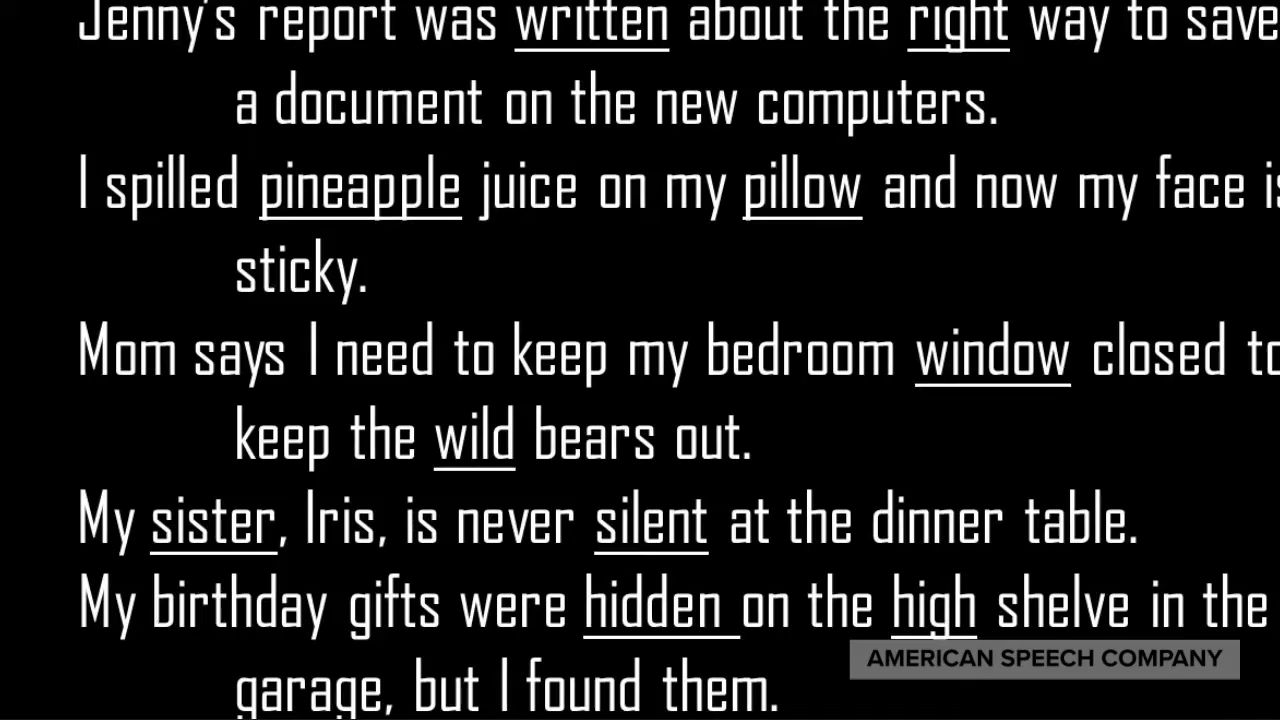 Jenny's report was written about the right way to save
a document on the new computers.
I spilled pineapple juice on my pillow and now my face is
sticky.
Mom says I need to keep my bedroom window closed to
keep the wild bears out.
My sister, Iris, is never silent at the dinner table.
My birthday gifts were hidden on the high shelve in the
garage, but I found them.
AMERICAN SPEECH COMPANY